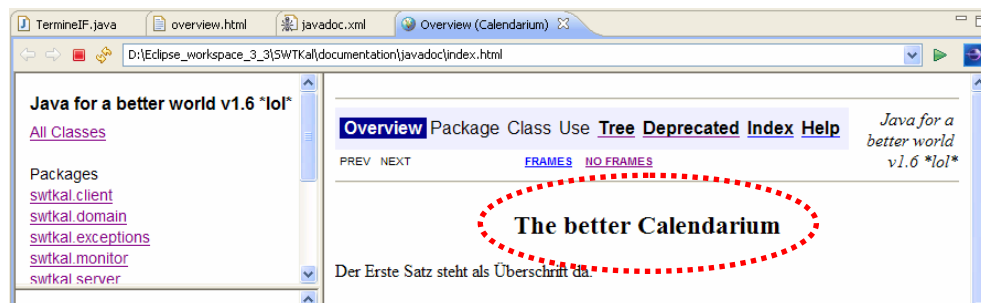 TermineIF.java overview.html javadoc.xml Overview (Calendarium)
D:\Eclipse_workspace_3_3\SWTKal\documentation\javadoc\index.html
Java for a better world v1.6 *lol*
All Classes
Packages
swtkal.client
swtkal.domain
swtkal.exceptions
swtkal.monitor
swtkal.server
Overview Package Class Use Tree Deprecated Index Help
Java for a
better world
v1.6 *lol*
PREV NEXT FRAMES NO FRAMES
The better Calendarium
Der Erste Satz steht als Überschrift da.